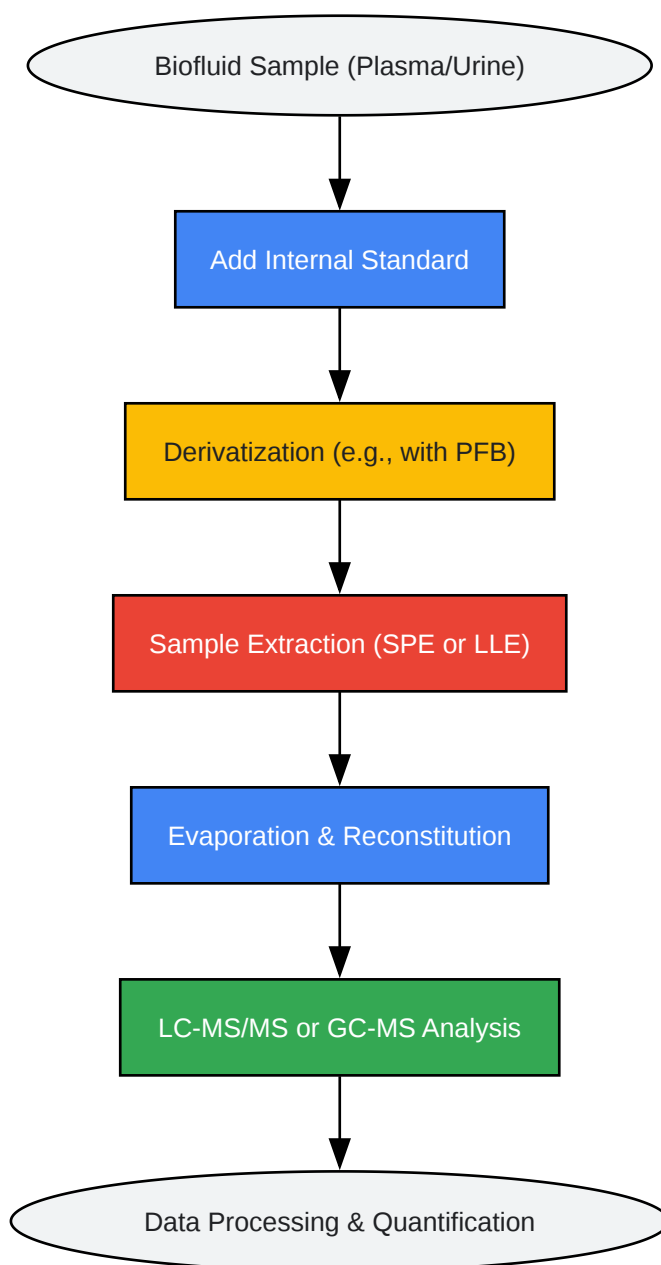 Biofluid Sample (Plasma/Urine)
Add Internal Standard
Derivatization (e.g., with PFB)
Sample Extraction (SPE or LLE)
Evaporation & Reconstitution
LC-MS/MS or GC-MS Analysis
Data Processing & Quantification